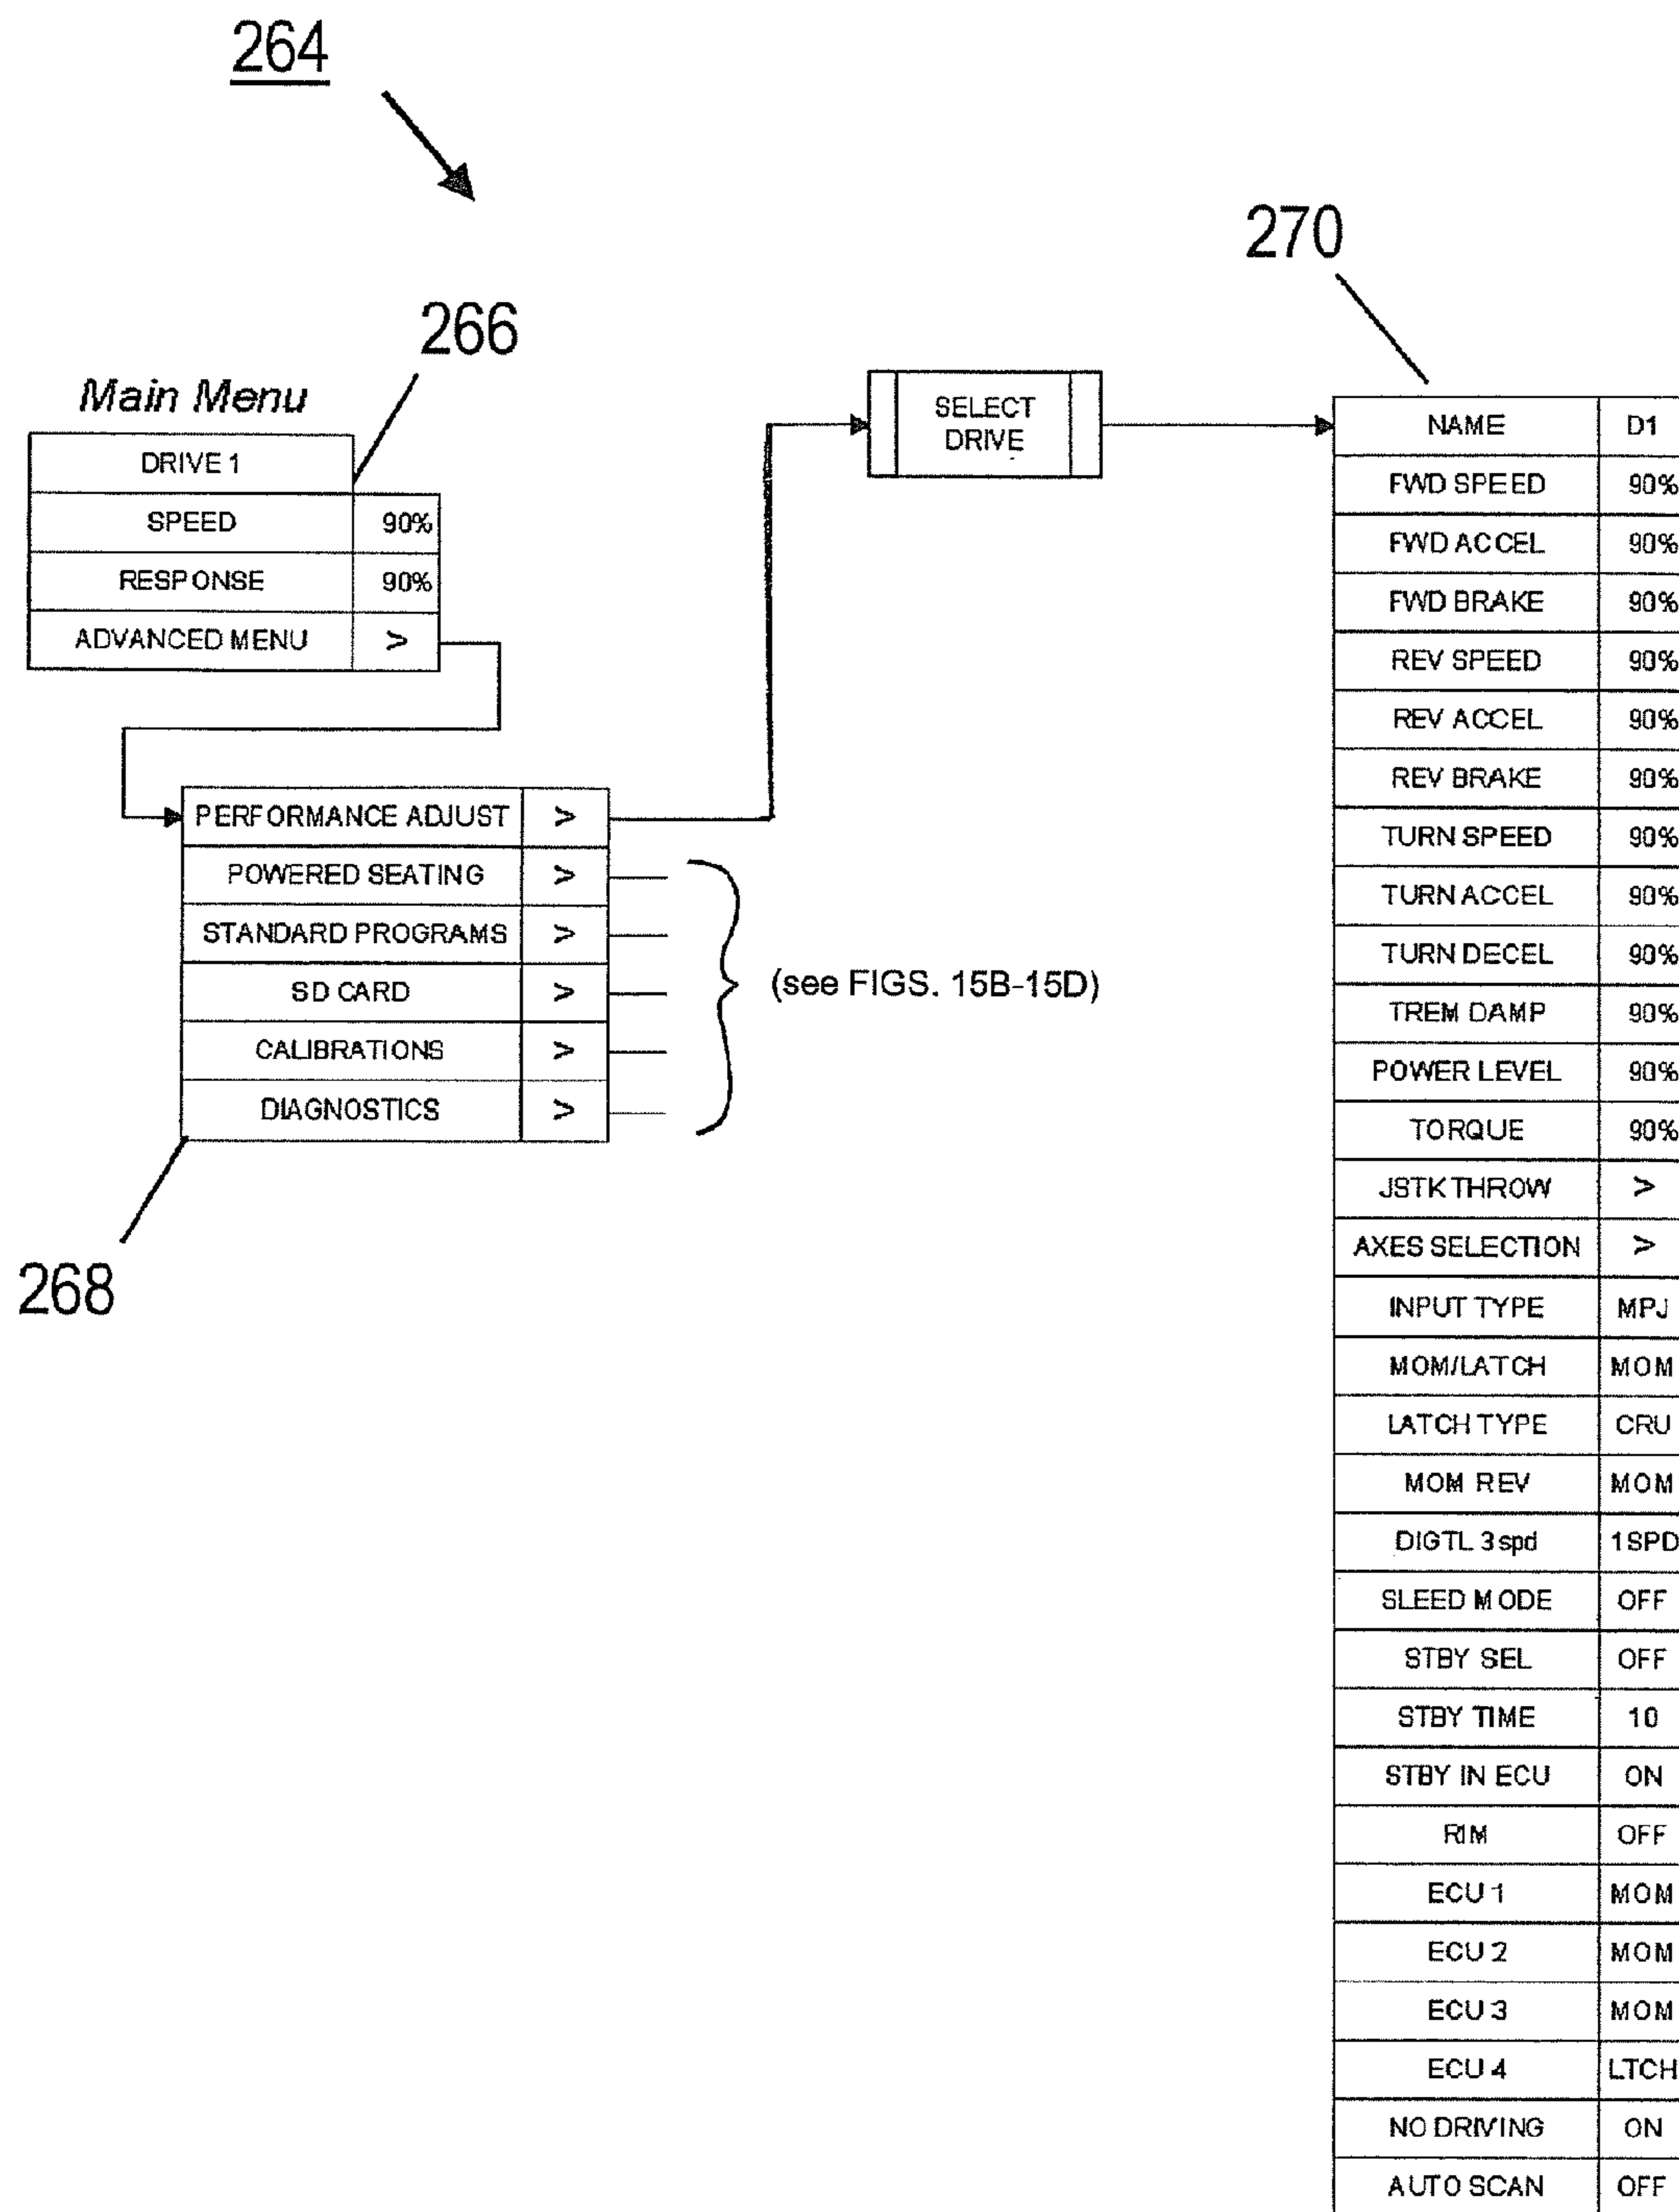 264
270
266
Main Menu
DRIVE 1
SPEED 90%
RESPONSE 90%
ADVANCED MENU >
SELECT
DRIVE
PERFORMANCE ADJUST >
POWERED SEATING >
STANDARD PROGRAMS >
SD CARD >
CALIBRATIONS >
DIAGNOSTICS >
(see FIGS. 15B-15D)
268
NAME D1
FWD SPEED 90%
FWD ACCEL 90%
FWD BRAKE 90%
REV SPEED 90%
REV ACCEL 90%
REV BRAKE 90%
TURN SPEED 90%
TURN ACCEL 90%
TURN DECEL 90%
TREM DAMP 90%
POWER LEVEL 90%
TORQUE 90%
JSTK THROW >
AXES SELECTION >
INPUT TYPE MPJ
MOM/LATCH MOM
LATCH TYPE CRU
MOM REV MOM
DIGTL 3spd 1SPD
SLEED MODE OFF
STBY SEL OFF
STBY TIME 10
STBY IN ECU ON
RIM OFF
ECU 1 MOM
ECU 2 MOM
ECU 3 MOM
ECU 4 LTCH
NO DRIVING ON
AUTO SCAN OFF